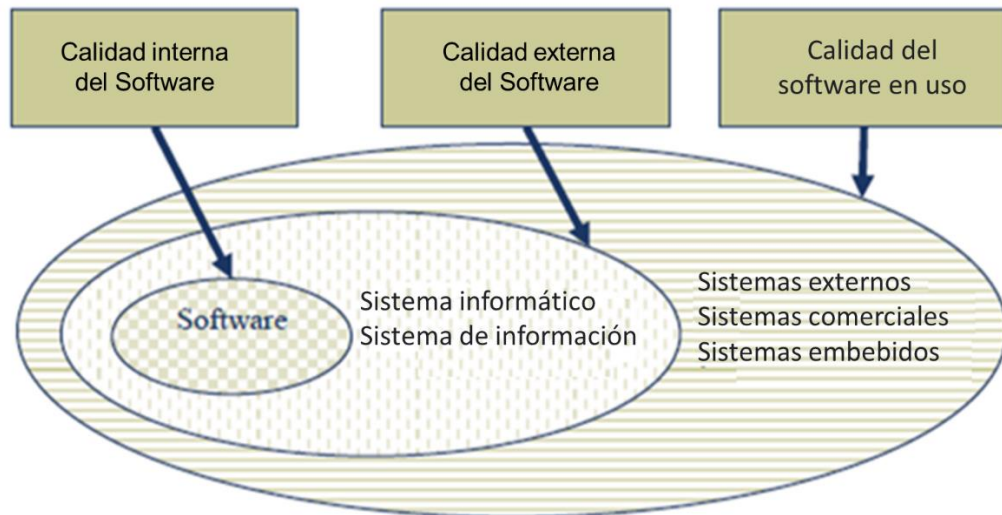 Calidad interna
del Software
Calidad externa
del Software
Calidad del
software en uso
Software
Sistema informático
Sistema de información
Sistemas externos
Sistemas comerciales
Sistemas embebidos